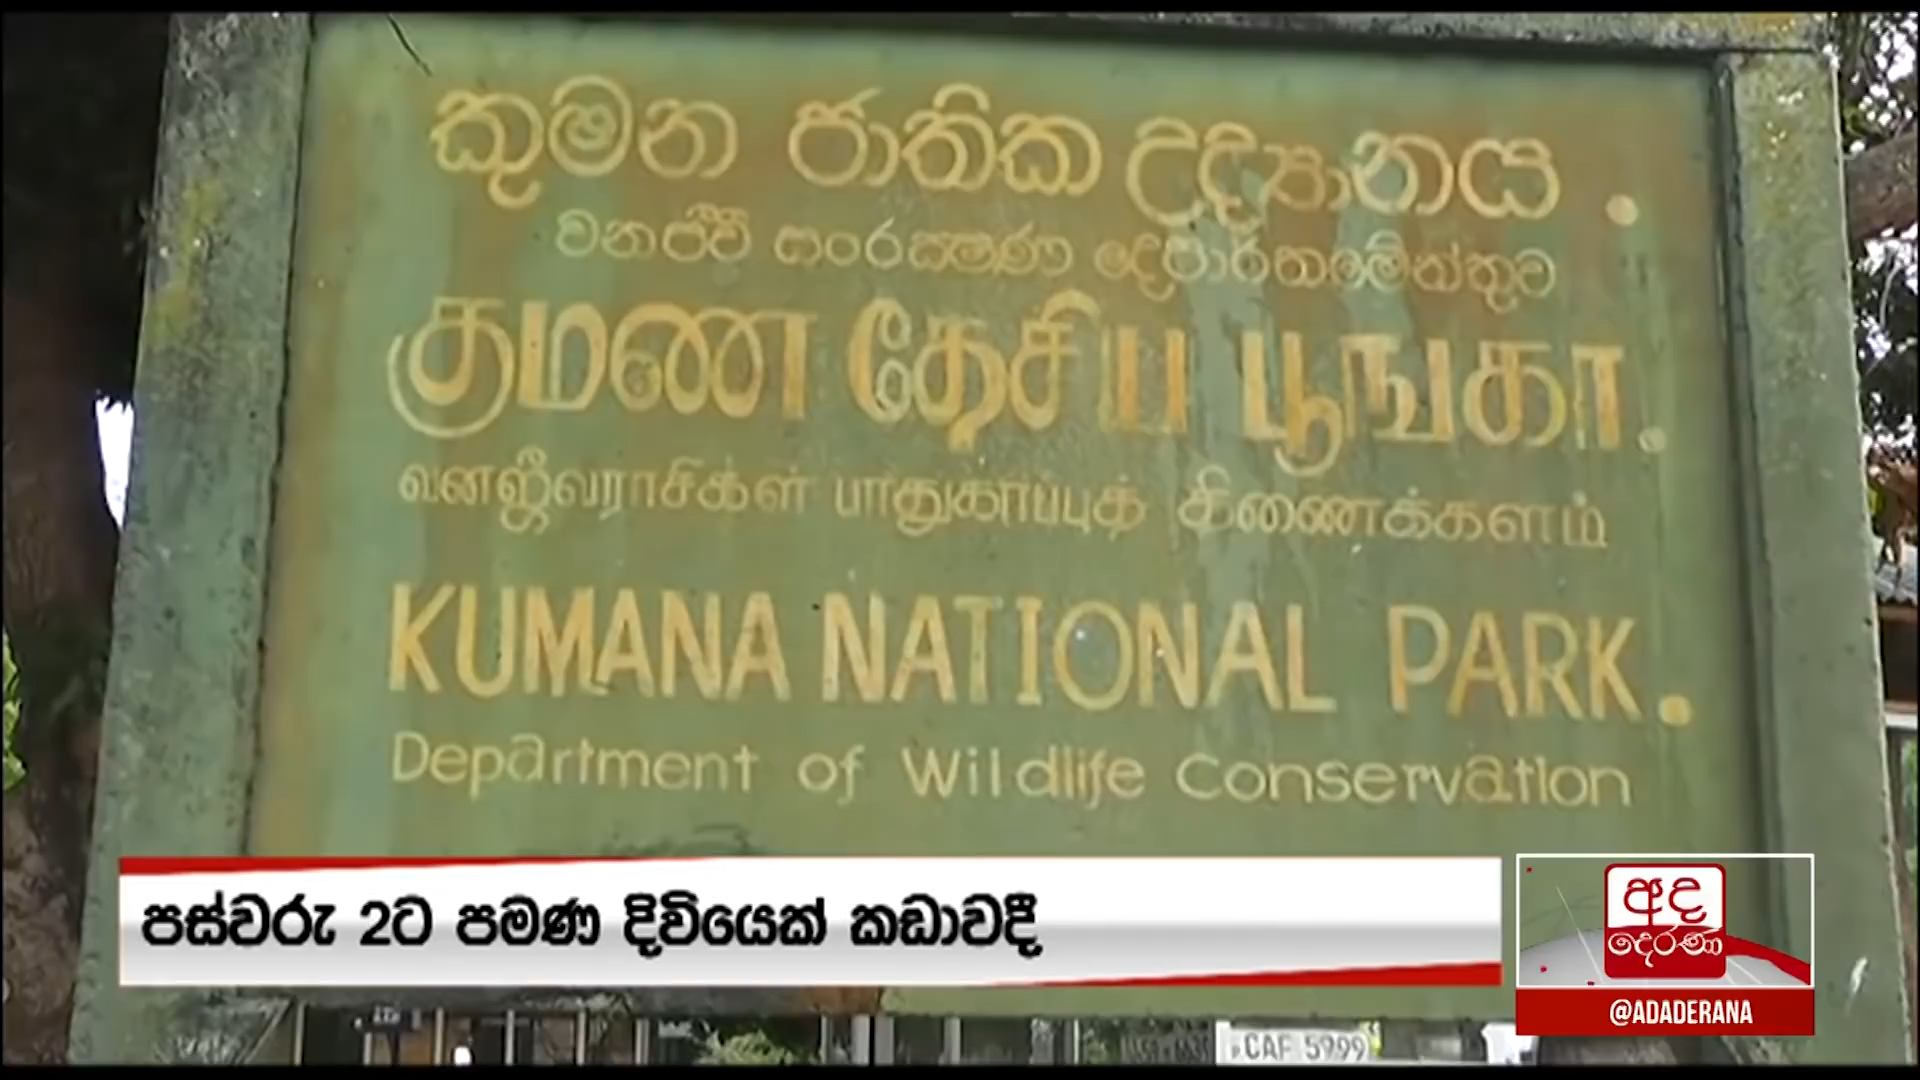 කුමන ජාතික උද්‍යානය .
වනජීවී සංරක්ෂණ දෙපාර්තමේන්තුව
குமண தேசிய பூங்கா.
வனஜீவராசிகள் பாதுகாப்புத் திணைக்களம்
KUMANA NATIONAL PARK.
Department of Wildlife Conservation
පස්වරු 2ට පමණ දිවියෙක් කඩාවදී
අද
දෙරණ
@ADADERANA
CAF 5999